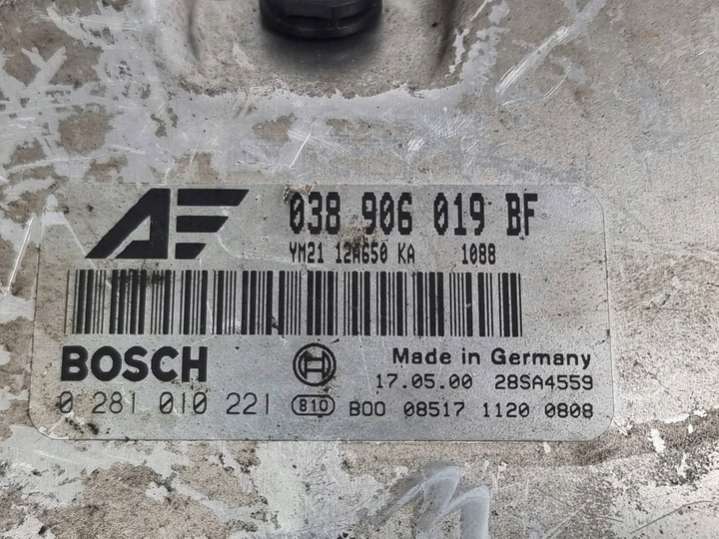 AF 038 906 019 BF
YM21 12A650 KA 1088
BOSCH Made in Germany
17.05.00 28SA4559
0 281 010 221 810 B00 08517 1120 0808